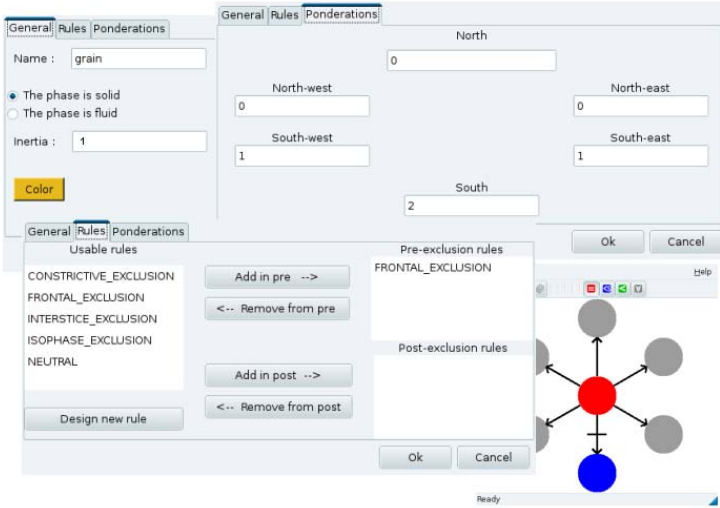 General Rules Ponderations
Name : grain
The phase is solid
The phase is fluid
Inertia : 1
Color
General Rules Ponderations
North
0
North-west North-east
0 0
South-west South-east
1 1
South
2
Ok Cancel
General Rules Ponderations
Usable rules Pre-exclusion rules
CONSTRICTIVE_EXCLUSION
FRONTAL_EXCLUSION
INTERSTICE_EXCLUSION
ISOPHASE_EXCLUSION
NEUTRAL
Add in pre -->
<-- Remove from pre
FRONTAL_EXCLUSION
Post-exclusion rules
Add in post -->
<-- Remove from post
Design new rule
Ok Cancel
Help
Ready